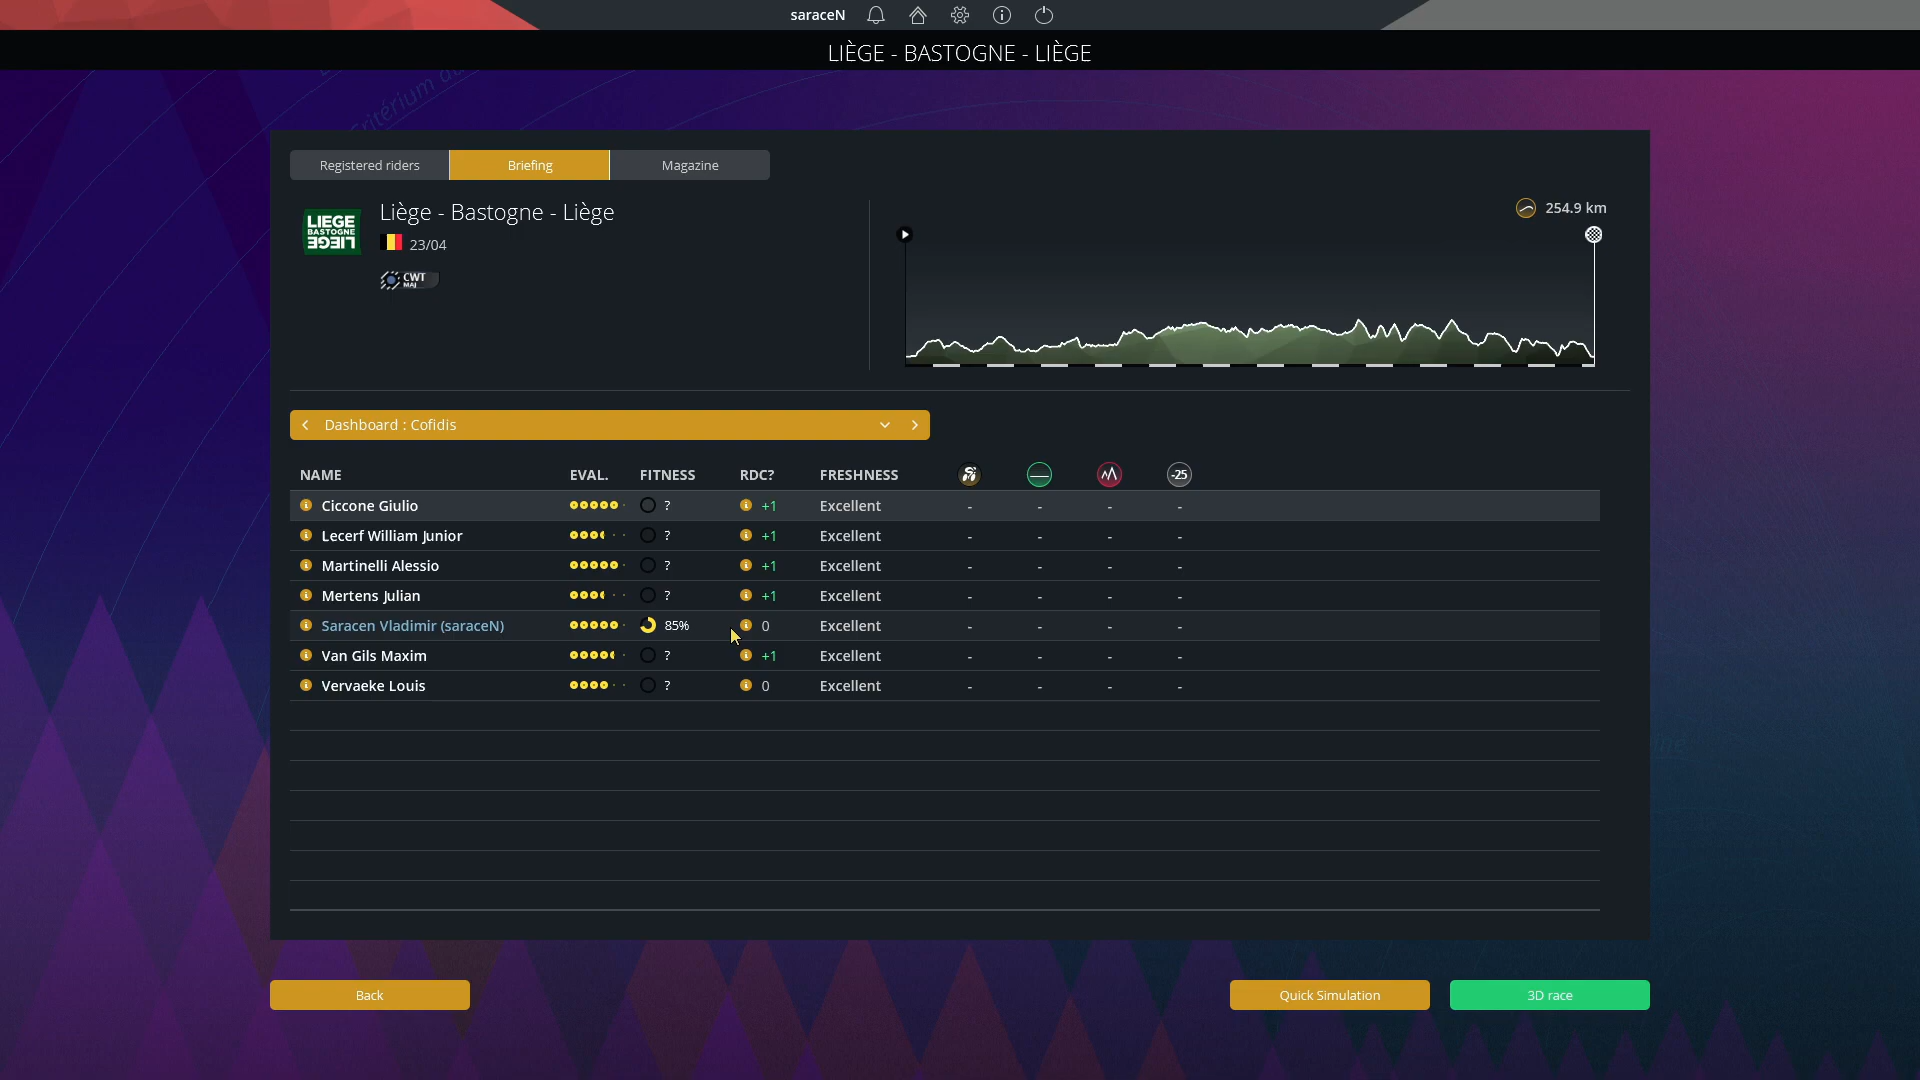 saraceN
LIÈGE - BASTOGNE - LIÈGE
Registered riders
Briefing
Magazine
LIEGE
BASTOGNE
LIEGE
Liège - Bastogne - Liège
23/04
CWT
MAJ
254.9 km
Dashboard : Cofidis
NAME EVAL. FITNESS RDC? FRESHNESS -25
Ciccone Giulio ? +1 Excellent - - - -
Lecerf William Junior ? +1 Excellent - - - -
Martinelli Alessio ? +1 Excellent - - - -
Mertens Julian ? +1 Excellent - - - -
Saracen Vladimir (saraceN) 85% 0 Excellent - - - -
Van Gils Maxim ? +1 Excellent - - - -
Vervaeke Louis ? 0 Excellent - - - -
Back
Quick Simulation
3D race